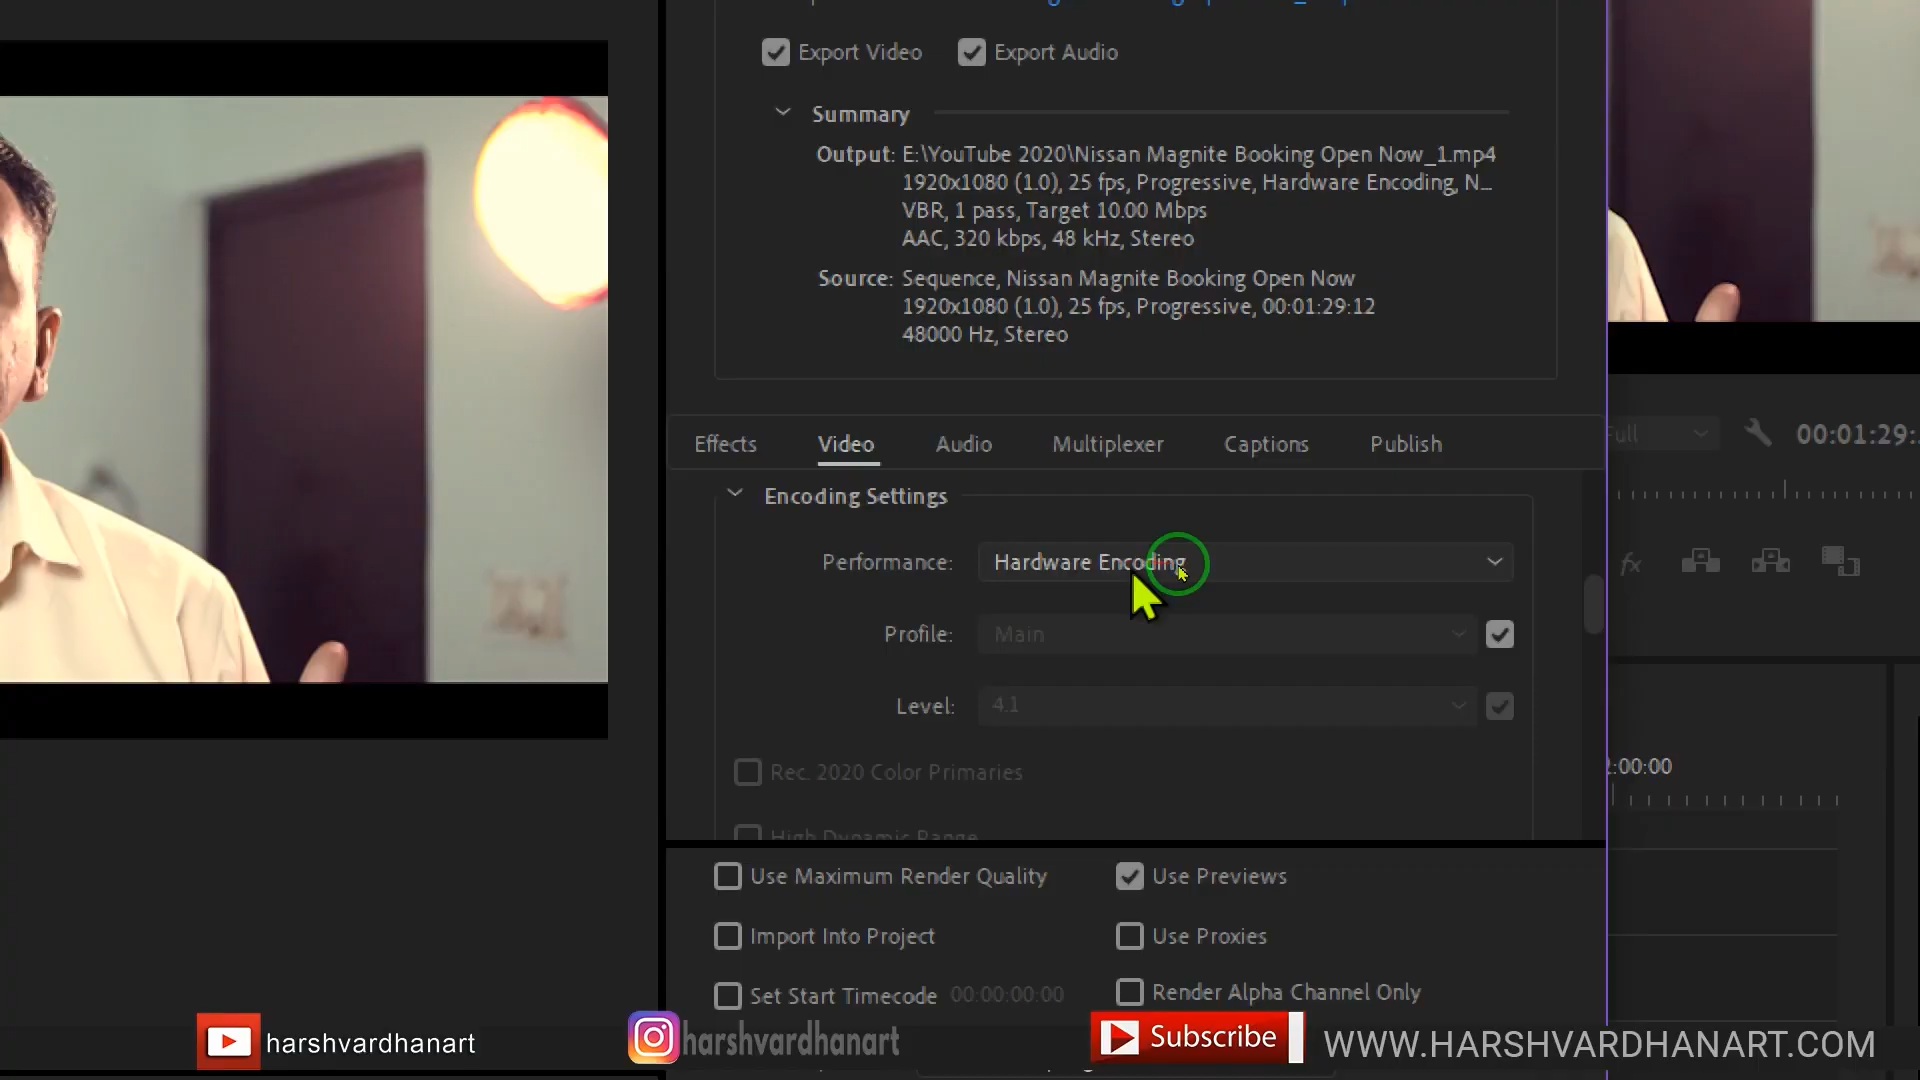 Export Video
Export Audio
Summary
Output: E:\YouTube 2020\Nissan Magnite Booking Open Now_1.mp4
1920x1080 (1.0), 25 fps, Progressive, Hardware Encoding, N...
VBR, 1 pass, Target 10.00 Mbps
AAC, 320 kbps, 48 kHz, Stereo
Source: Sequence, Nissan Magnite Booking Open Now
1920x1080 (1.0), 25 fps, Progressive, 00:01:29:12
48000 Hz, Stereo
Effects
Video
Audio
Multiplexer
Captions
Publish
Full
00:01:29:
Encoding Settings
Performance: Hardware Encoding
fx
Profile: Main
Level: 4.1
:00:00
Rec. 2020 Color Primaries
High Dynamic Range
Use Maximum Render Quality
Use Previews
Import Into Project
Use Proxies
Set Start Timecode 00:00:00:00
Render Alpha Channel Only
harshvardhanart
harshvardhanart
Subscribe
WWW.HARSHVARDHANART.COM